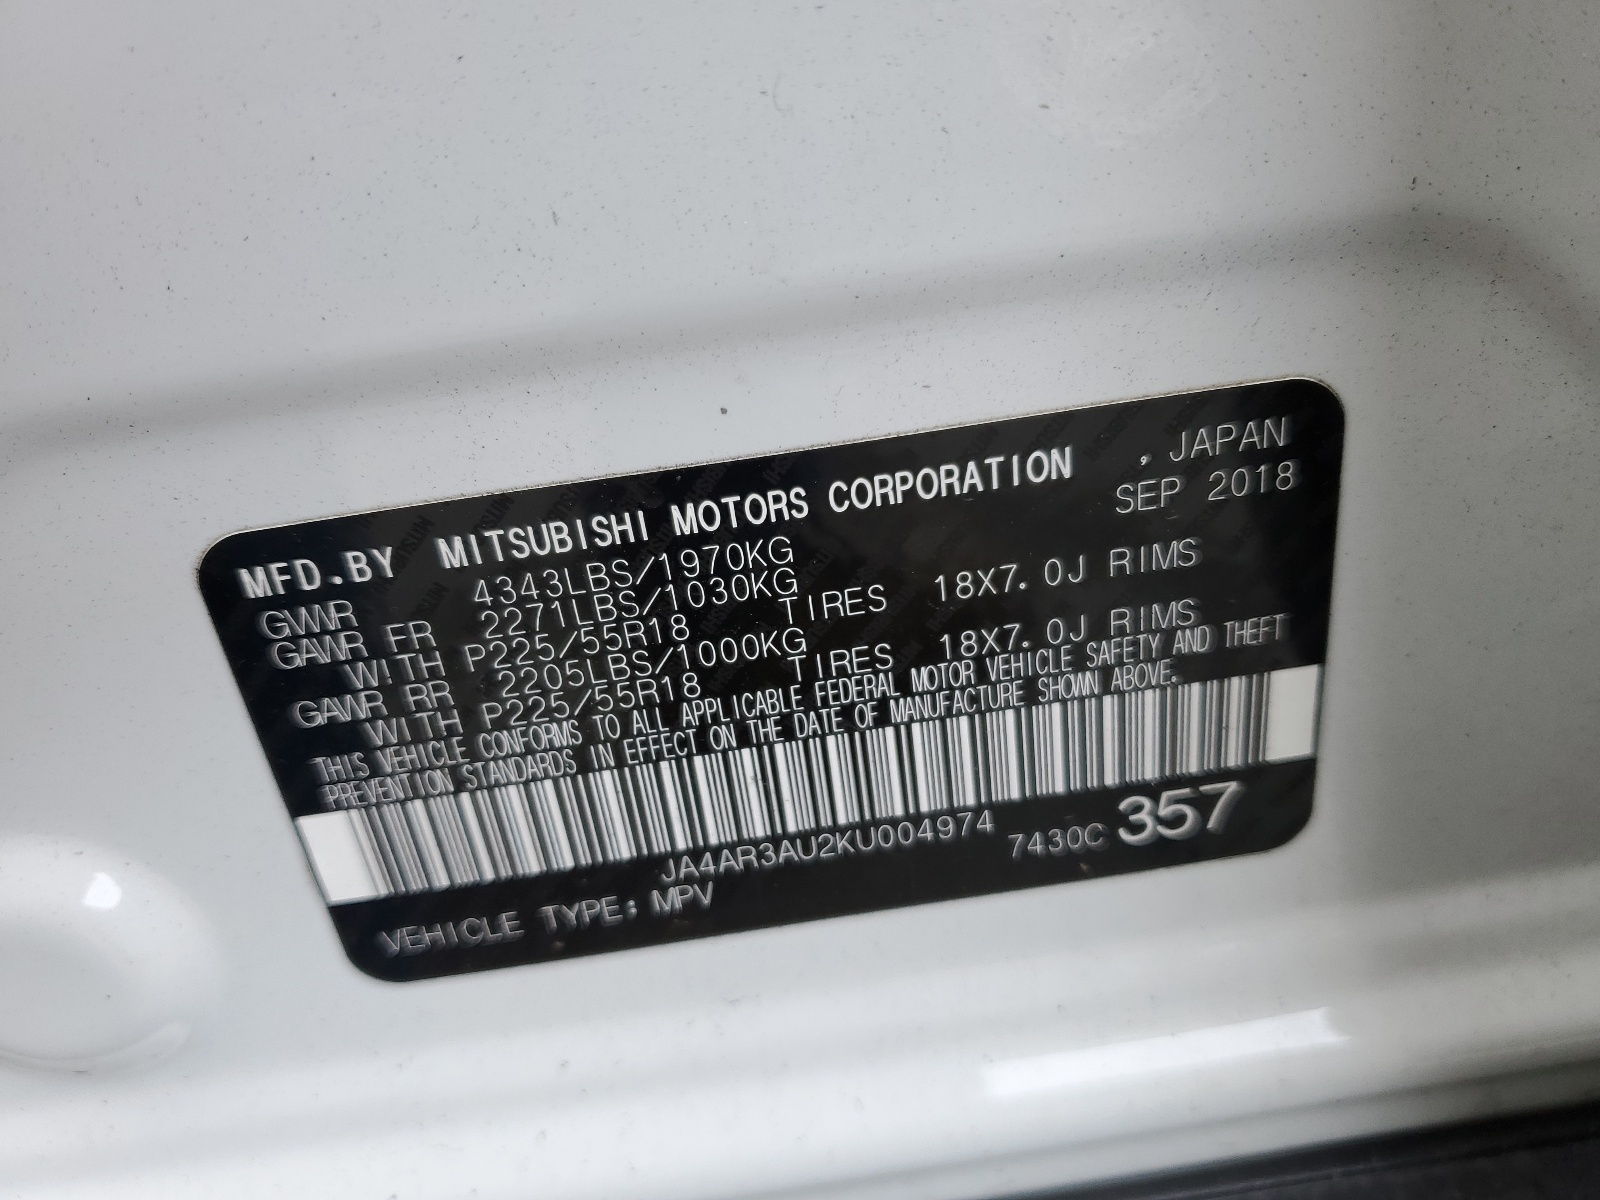 MFD.BY MITSUBISHI MOTORS CORPORATION , JAPAN
SEP 2018
GWVR 4343LBS/1970KG
GAWR FR 2271LBS/1030KG
WITH P225/55R18 TIRES 18X7.0J RIMS
GAWR RR 2205LBS/1000KG
WITH P225/55R18 TIRES 18X7.0J RIMS
THIS VEHICLE CONFORMS TO ALL APPLICABLE FEDERAL MOTOR VEHICLE SAFETY AND THEFT
PREVENTION STANDARDS IN EFFECT ON THE DATE OF MANUFACTURE SHOWN ABOVE.
JA4AR3AU2KU004974 7430C 357
VEHICLE TYPE: MPV